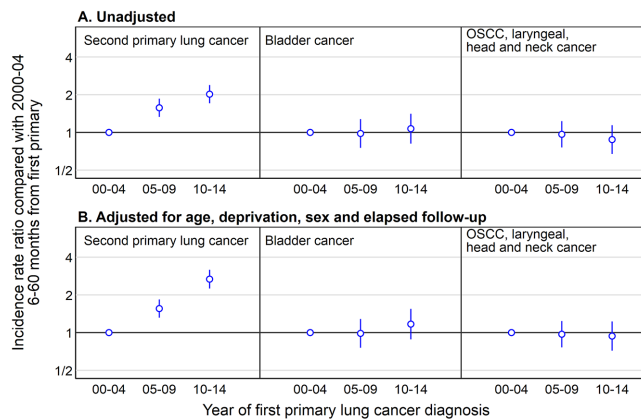 A. Unadjusted
Second primary lung cancer
Bladder cancer
OSCC, laryngeal,
head and neck cancer
4
2
1
1/2
00-04 05-09 10-14 00-04 05-09 10-14 00-04 05-09 10-14
B. Adjusted for age, deprivation, sex and elapsed follow-up
Second primary lung cancer
Bladder cancer
OSCC, laryngeal,
head and neck cancer
4
2
1
1/2
00-04 05-09 10-14 00-04 05-09 10-14 00-04 05-09 10-14
Incidence rate ratio compared with 2000-04
6-60 months from first primary
Year of first primary lung cancer diagnosis